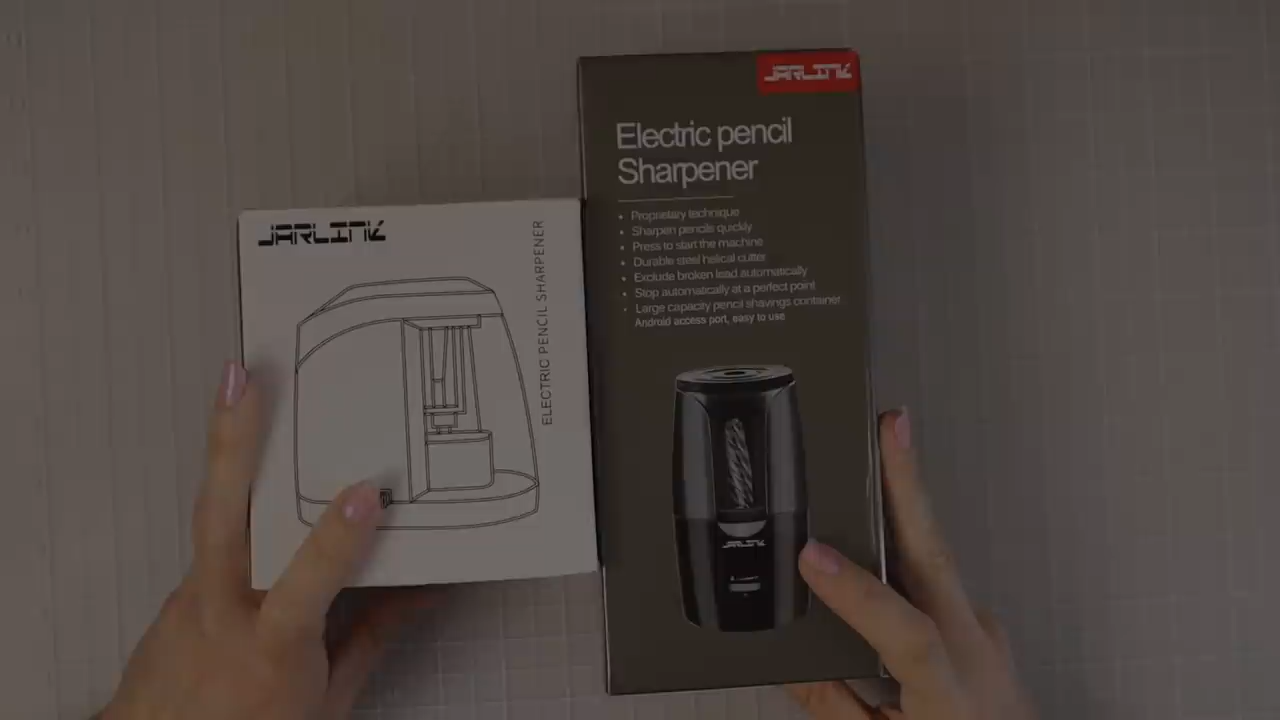 JARLINK
ELECTRIC PENCIL SHARPENER
JARLINK
Electric pencil
Sharpener
• Proprietary technique
• Sharpen pencils quickly
• Press to start the machine
• Durable steel helical cutter
• Exclude broken lead automatically
• Stop automatically at a perfect point
• Large capacity pencil shavings container
Android access port, easy to use
JARLINK